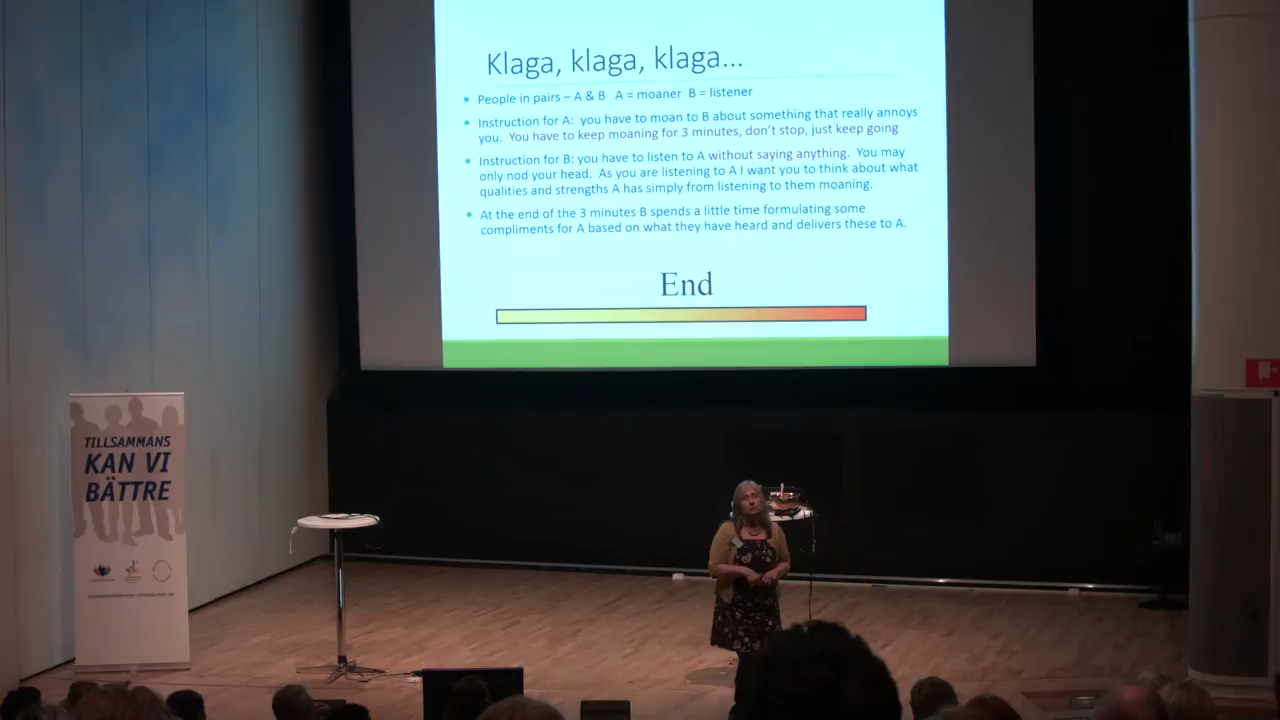 Klaga, klaga, klaga...
People in pairs – A & B A = moaner B = listener
Instruction for A: you have to moan to B about something that really annoys
you. You have to keep moaning for 3 minutes, don't stop, just keep going
Instruction for B: you have to listen to A without saying anything. You may
only nod your head. As you are listening to A I want you to think about what
qualities and strengths A has simply from listening to them moaning.
At the end of the 3 minutes B spends a little time formulating some
compliments for A based on what they have heard and delivers these to A.
End
TILLSAMMANS
KAN VI
BÄTTRE